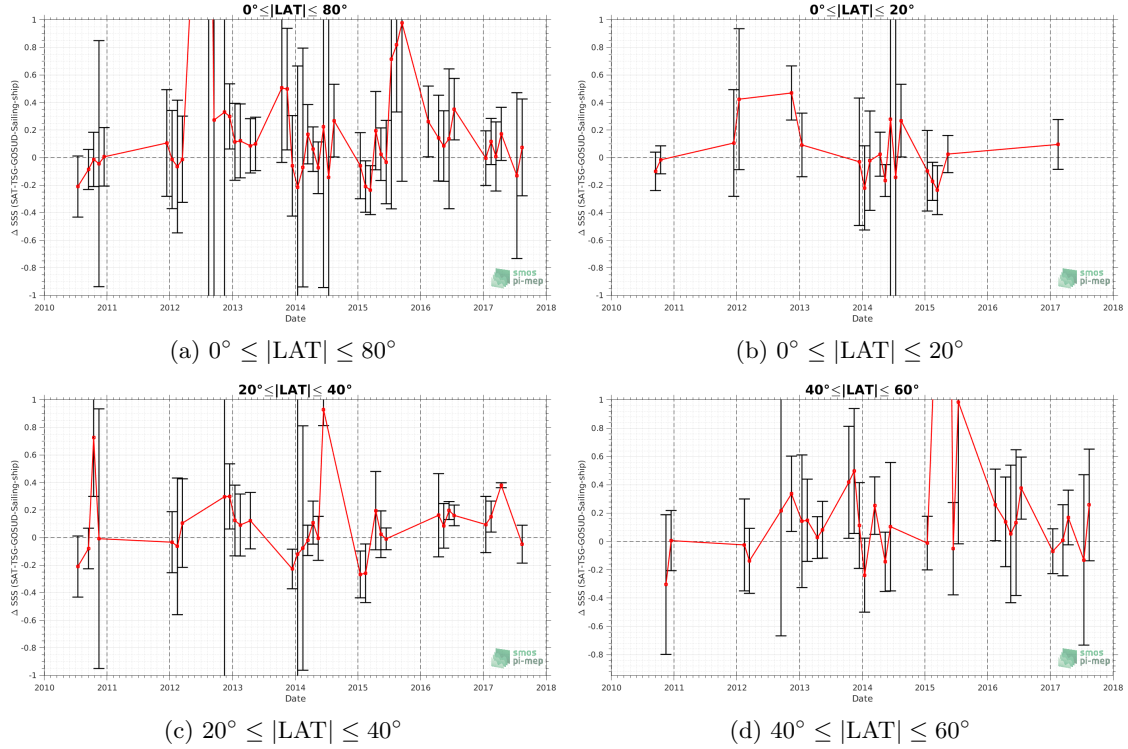 0°≤|LAT|≤ 80°
Δ SSS (SAT-TSG-GOSUD-Sailing-ship)
1
0.8
0.6
0.4
0.2
0
-0.2
-0.4
-0.6
-0.8
-1
smos
pi-mep
2010 2011 2012 2013 2014 2015 2016 2017 2018
Date
(a) 0° ≤ |LAT| ≤ 80°
0°≤|LAT|≤ 20°
Δ SSS (SAT-TSG-GOSUD-Sailing-ship)
1
0.8
0.6
0.4
0.2
0
-0.2
-0.4
-0.6
-0.8
-1
smos
pi-mep
2010 2011 2012 2013 2014 2015 2016 2017 2018
Date
(b) 0° ≤ |LAT| ≤ 20°
20°≤|LAT|≤ 40°
Δ SSS (SAT-TSG-GOSUD-Sailing-ship)
1
0.8
0.6
0.4
0.2
0
-0.2
-0.4
-0.6
-0.8
-1
smos
pi-mep
2010 2011 2012 2013 2014 2015 2016 2017 2018
Date
(c) 20° ≤ |LAT| ≤ 40°
40°≤|LAT|≤ 60°
Δ SSS (SAT-TSG-GOSUD-Sailing-ship)
0.8
0.6
0.4
0.2
0
-0.2
-0.4
-0.6
-0.8
smos
pi-mep
2010 2011 2012 2013 2014 2015 2016 2017 2018
Date
(d) 40° ≤ |LAT| ≤ 60°